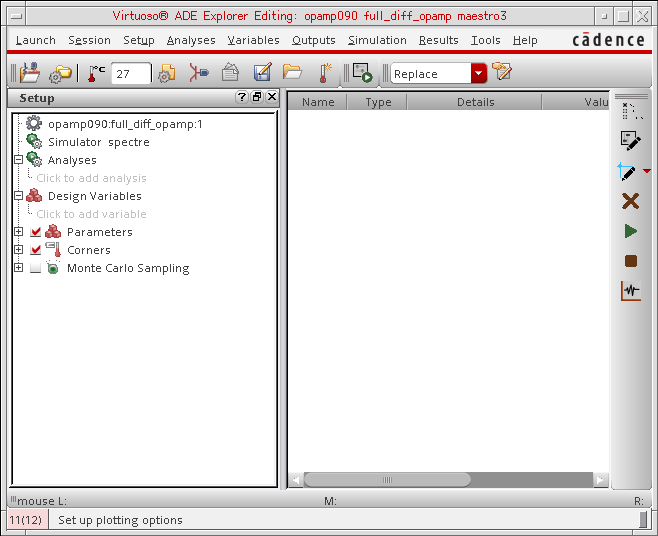 Virtuoso® ADE Explorer Editing: opamp090 full_diff_opamp maestro3
Launch Session Setup Analyses Variables Outputs Simulation Results Tools Help cādence
°C 27 Replace
Setup
Name Type Details Valu
opamp090:full_diff_opamp:1
Simulator spectre
Analyses
Click to add analysis
Design Variables
Click to add variable
Parameters
Corners
Monte Carlo Sampling
mouse L: M: R:
11(12) Set up plotting options